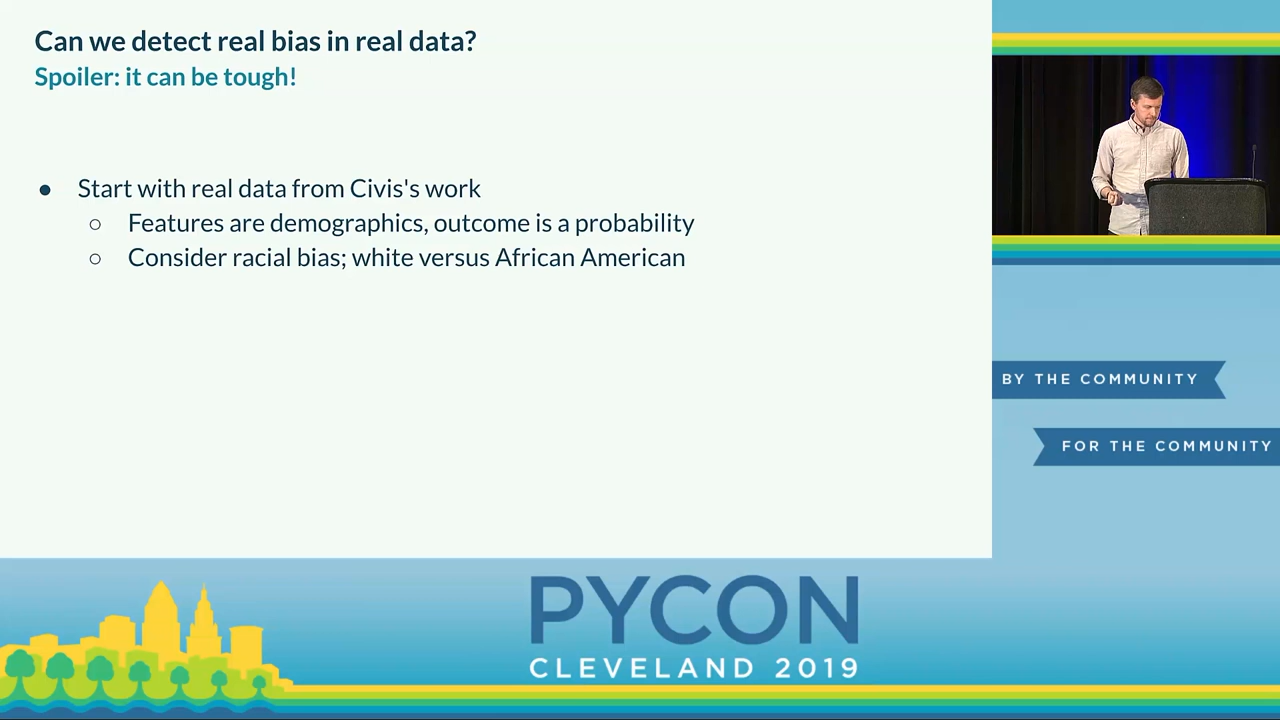 Can we detect real bias in real data?
Spoiler: it can be tough!
● Start with real data from Civis's work
○ Features are demographics, outcome is a probability
○ Consider racial bias; white versus African American
BY THE COMMUNITY
FOR THE COMMUNITY
PYCON
CLEVELAND 2019